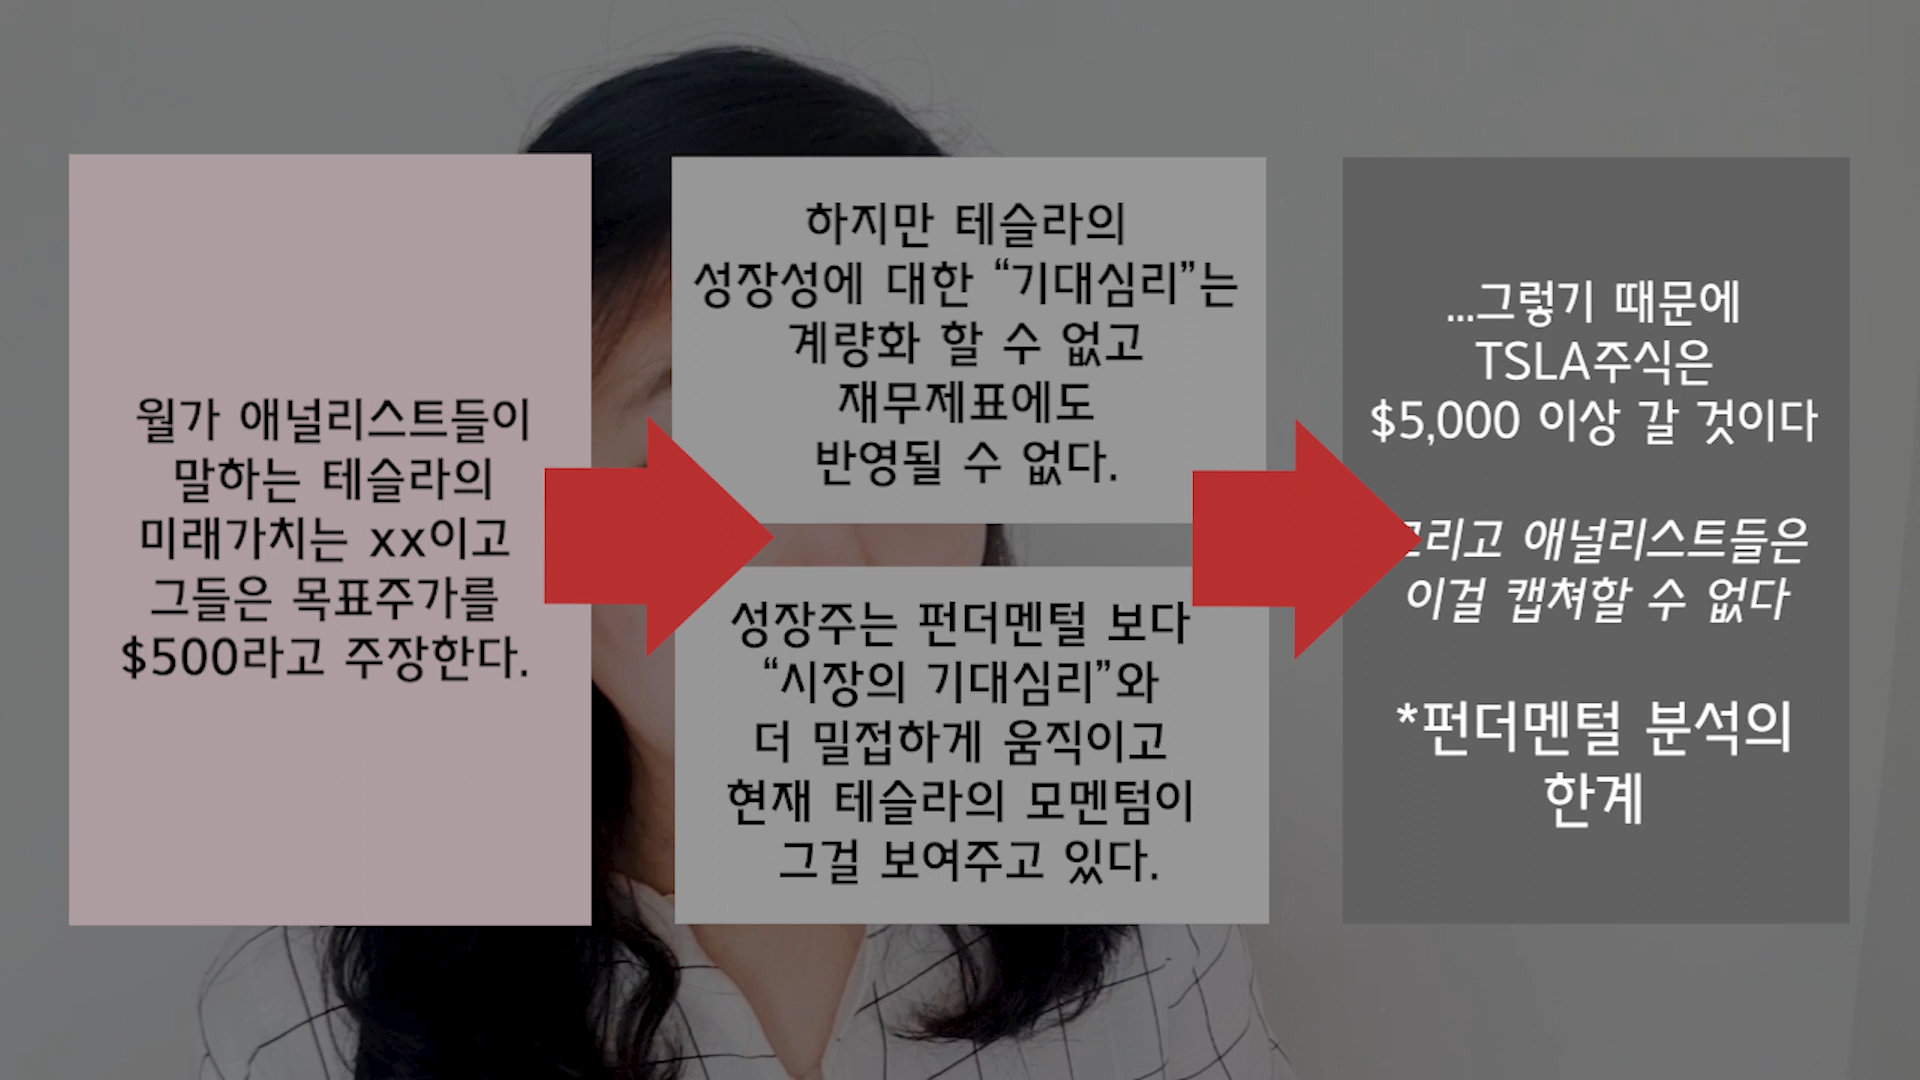 월가 애널리스트들이
말하는 테슬라의
미래가치는 xx이고
그들은 목표주가를
$500라고 주장한다.
하지만 테슬라의
성장성에 대한 “기대심리”는
계량화 할 수 없고
재무제표에도
반영될 수 없다.
성장주는 펀더멘털 보다
“시장의 기대심리”와
더 밀접하게 움직이고
현재 테슬라의 모멘텀이
그걸 보여주고 있다.
...그렇기 때문에
TSLA주식은
$5,000 이상 갈 것이다
그리고 애널리스트들은
이걸 캡쳐할 수 없다
*펀더멘털 분석의
한계